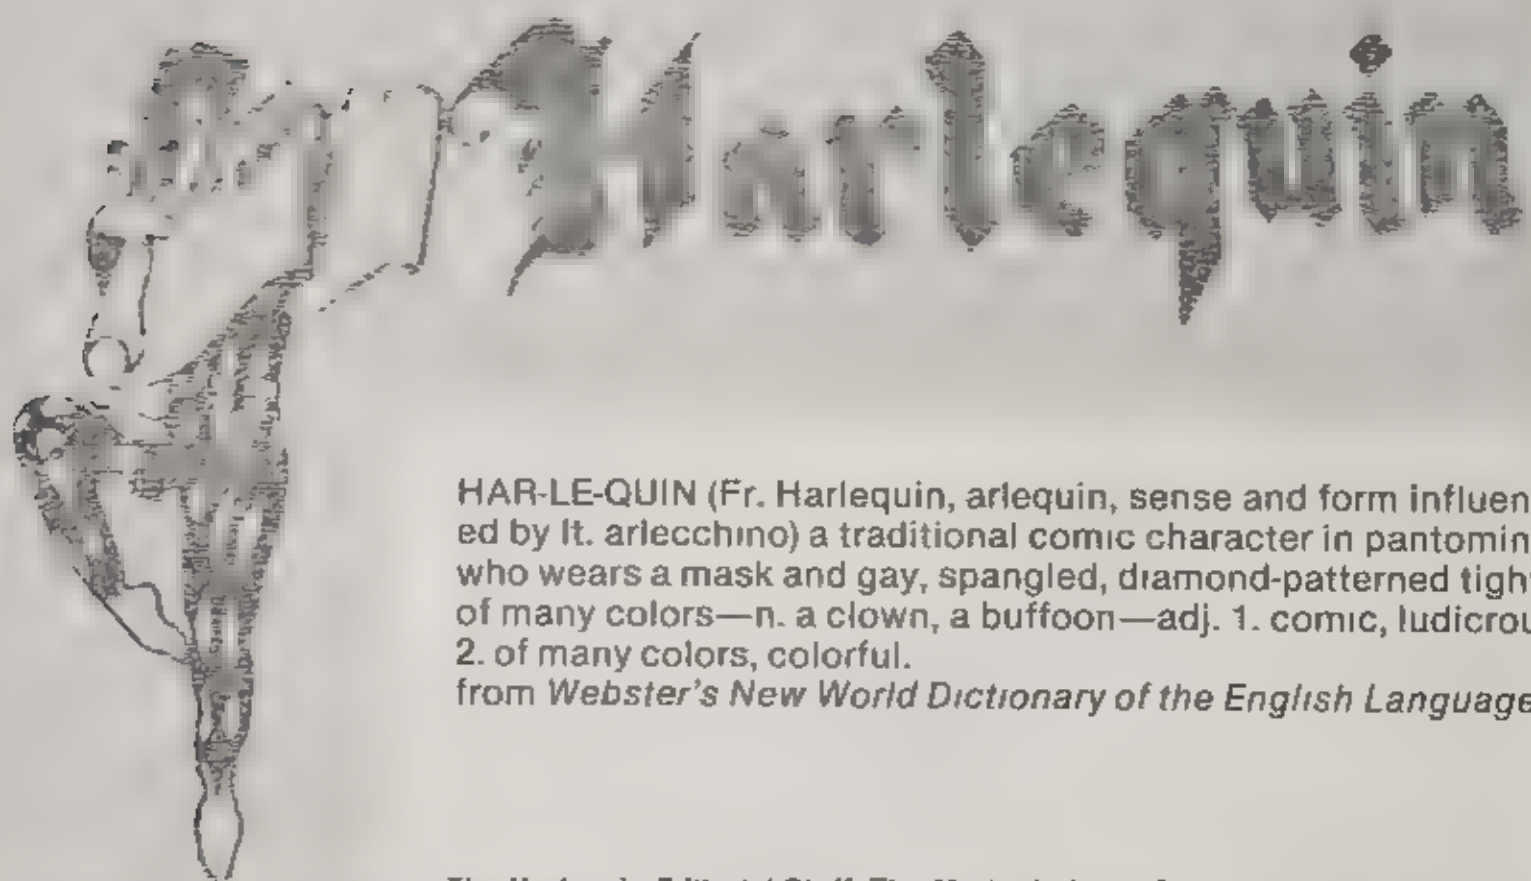 Harlequin
HAR-LE-QUIN (Fr. Harlequin, arlequin, sense and form influen
ed by It. arlecchino) a traditional comic character in pantomin
who wears a mask and gay, spangled, diamond-patterned tigh
of many colors—n. a clown, a buffoon—adj. 1. comic, ludicrou
2. of many colors, colorful.
from Webster's New World Dictionary of the English Language